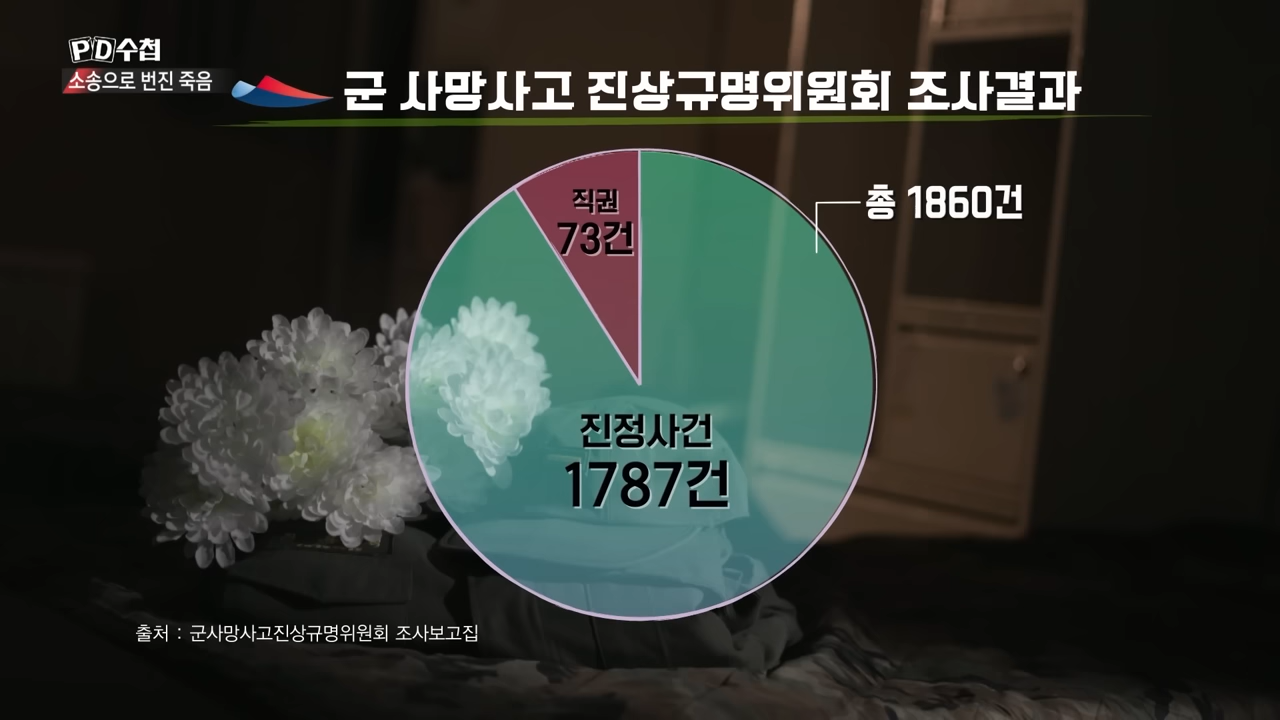 PD수첩
소송으로 번진 죽음
군 사망사고 진상규명위원회 조사결과
직권
73건
총 1860건
진정사건
1787건
출처 : 군사망사고진상규명위원회 조사보고집